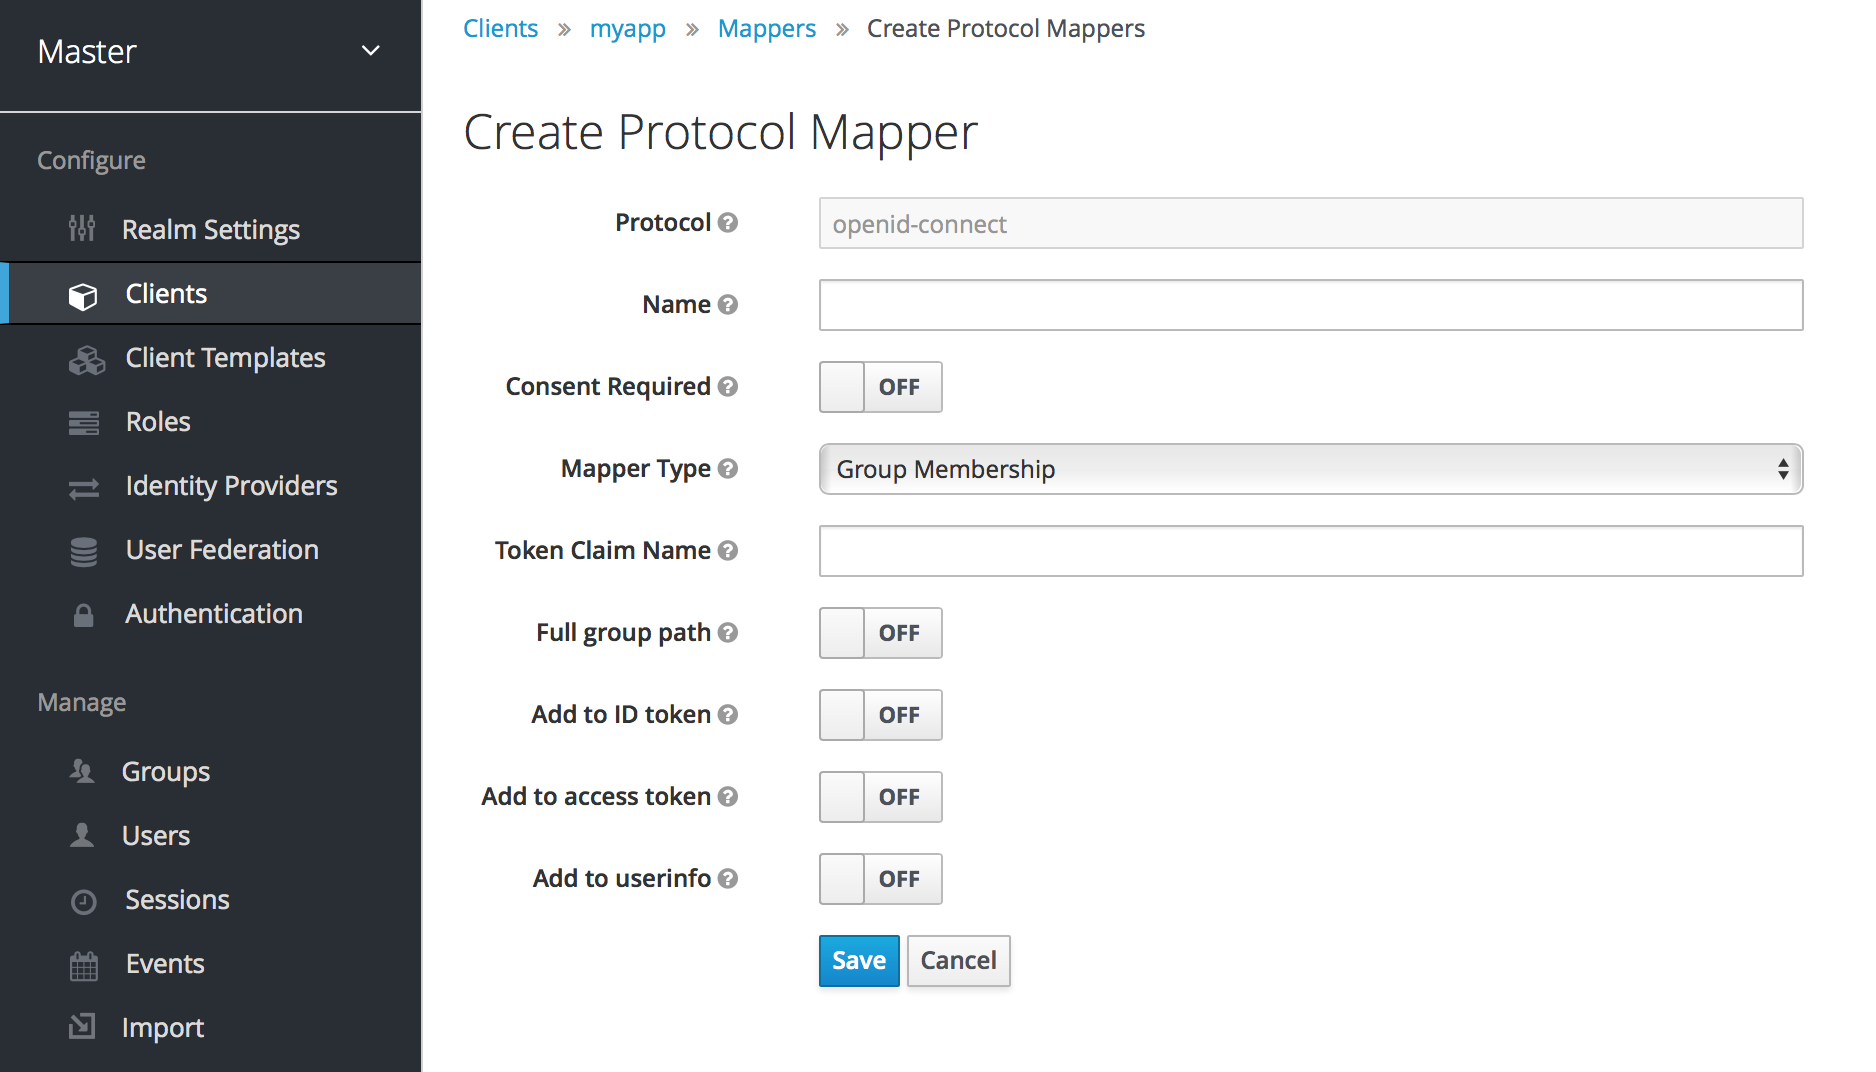 Master
Configure
Realm Settings
Clients
Client Templates
Roles
Identity Providers
User Federation
Authentication
Manage
Groups
Users
Sessions
Events
Import
Clients » myapp » Mappers » Create Protocol Mappers
Create Protocol Mapper
Protocol ? openid-connect
Name ?
Consent Required ? OFF
Mapper Type ? Group Membership
Token Claim Name ?
Full group path ? OFF
Add to ID token ? OFF
Add to access token ? OFF
Add to userinfo ? OFF
Save Cancel